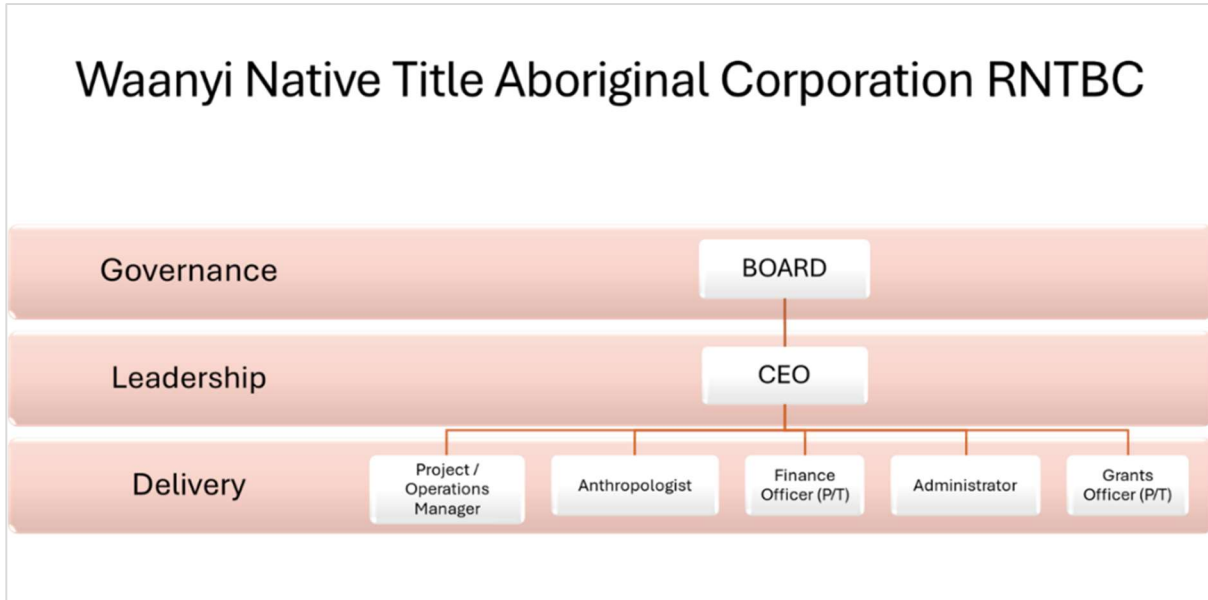 Waanyi Native Title Aboriginal Corporation RNTBC
Governance
BOARD
Leadership
CEO
Delivery
Project /
Operations
Manager
Anthropologist
Finance
Officer (P/T)
Administrator
Grants
Officer (P/T)